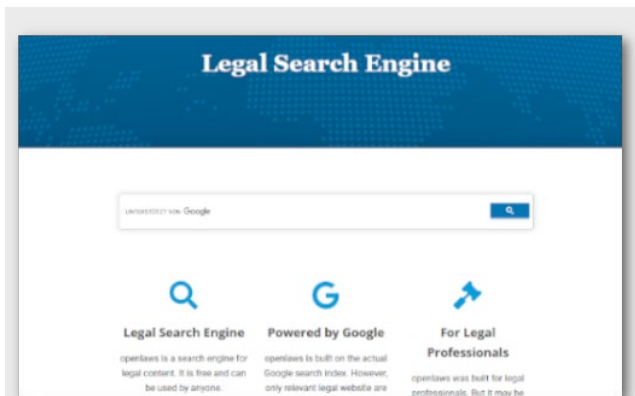 Legal Search Engine
UNTERSTÜTZT VON Google
Legal Search Engine
openlaws is a search engine for
legal content. It is free and can
be used by anyone.
Powered by Google
openlaws is built on the actual
Google search index. However,
only relevant legal website are
For Legal
Professionals
openlaws was built for legal
professionals. But it may be